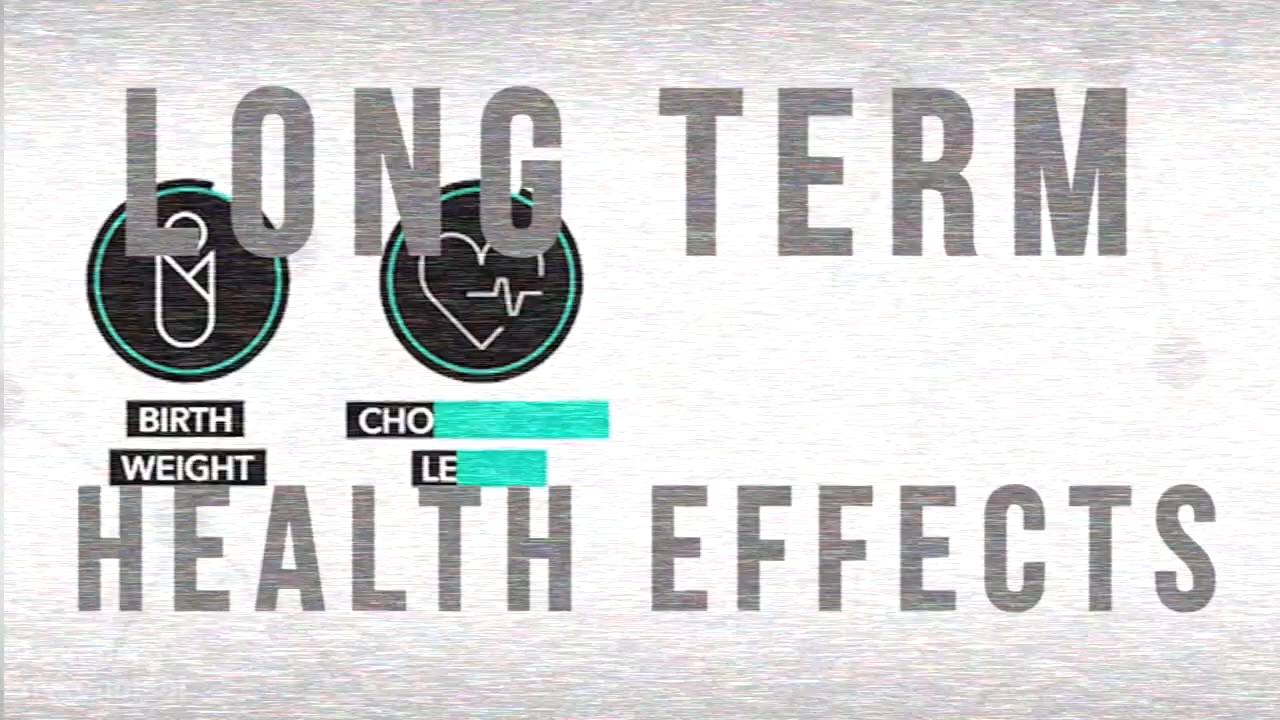 LONG TERM
BIRTH
WEIGHT
CHO
LE
HEALTH EFFECTS